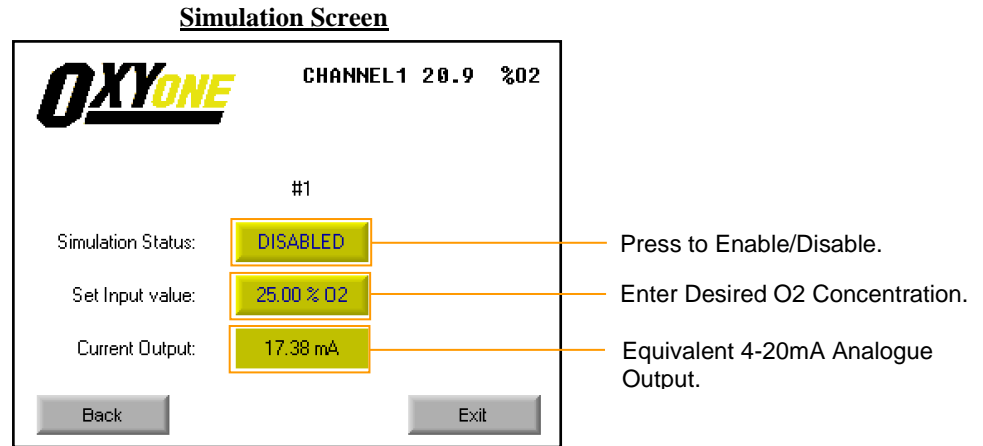 Simulation Screen
OXYONE
CHANNEL1 20.9 %O2
#1
Simulation Status: DISABLED
Press to Enable/Disable.
Set Input value: 25.00 % O2
Enter Desired O2 Concentration.
Current Output: 17.38 mA
Equivalent 4-20mA Analogue
Output.
Back
Exit